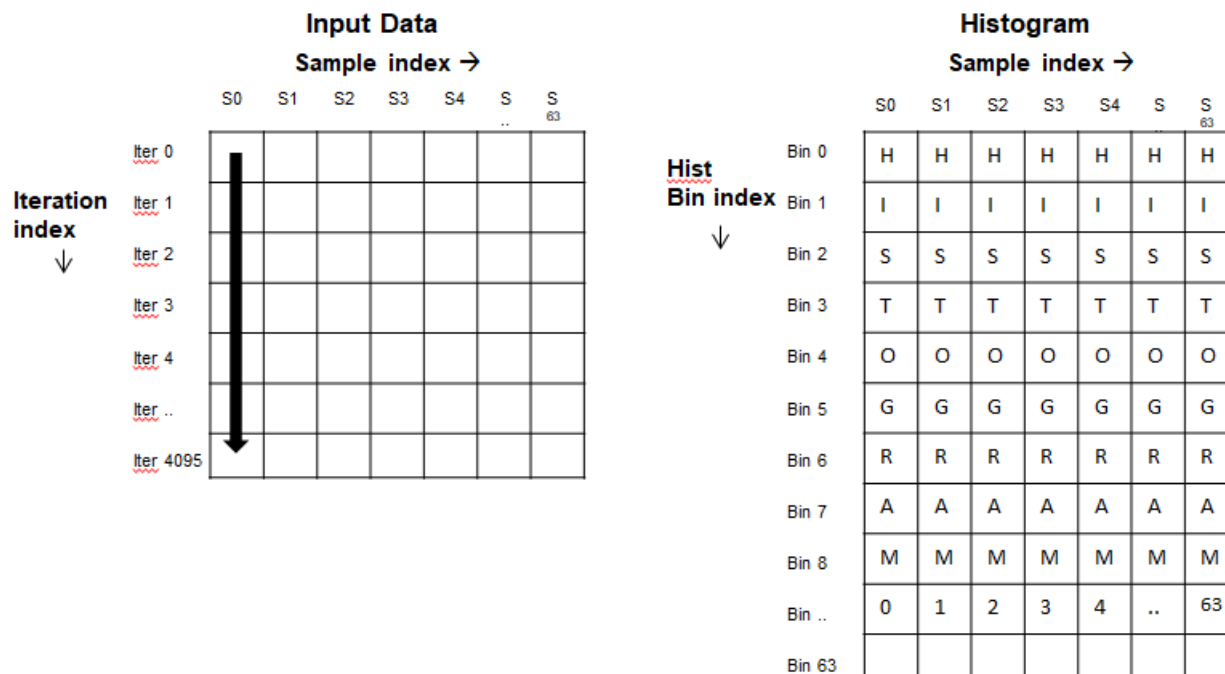 Input Data
Sample index →
S0 S1 S2 S3 S4 S .. S 63
Iter 0
Iter 1
Iter 2
Iter 3
Iter 4
Iter ..
Iter 4095
Iteration
index
↓
Histogram
Sample index →
S0 S1 S2 S3 S4 S .. S 63
Hist
Bin index
↓
Bin 0 H H H H H H H
Bin 1 I I I I I I I
Bin 2 S S S S S S S
Bin 3 T T T T T T T
Bin 4 O O O O O O O
Bin 5 G G G G G G G
Bin 6 R R R R R R R
Bin 7 A A A A A A A
Bin 8 M M M M M M M
Bin .. 0 1 2 3 4 .. 63
Bin 63